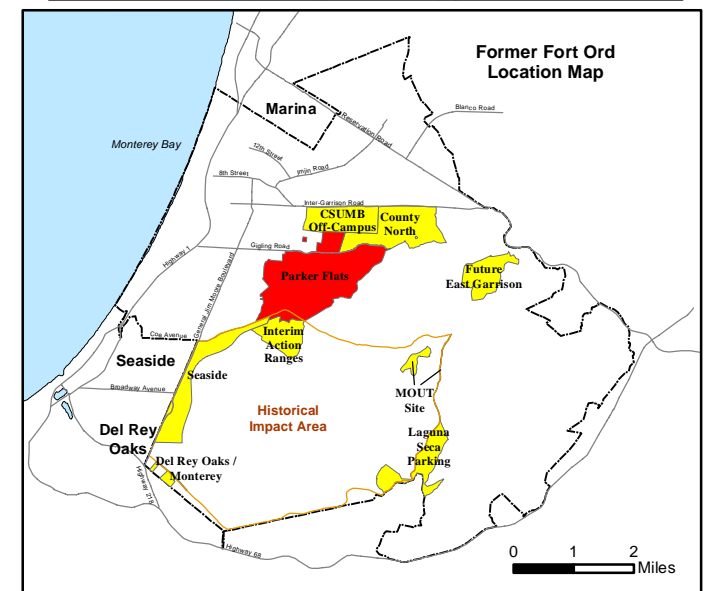 Former Fort Ord
Location Map
Marina
Blanco Road
Reservation Road
Monterey Bay
12th Street
Imjin Road
8th Street
Inter-Garrison Road
CSUMB
Off-Campus
County
North
Gigling Road
Highway 1
General Jim Moore Boulevard
Parker Flats
Future
East Garrison
Coe Avenue
Interim
Action
Ranges
Seaside
Seaside
Broadway Avenue
MOUT
Site
Historical
Impact Area
Del Rey
Oaks
Laguna
Seca
Parking
Del Rey Oaks /
Monterey
Highway 218
Highway 68
0 1 2
Miles